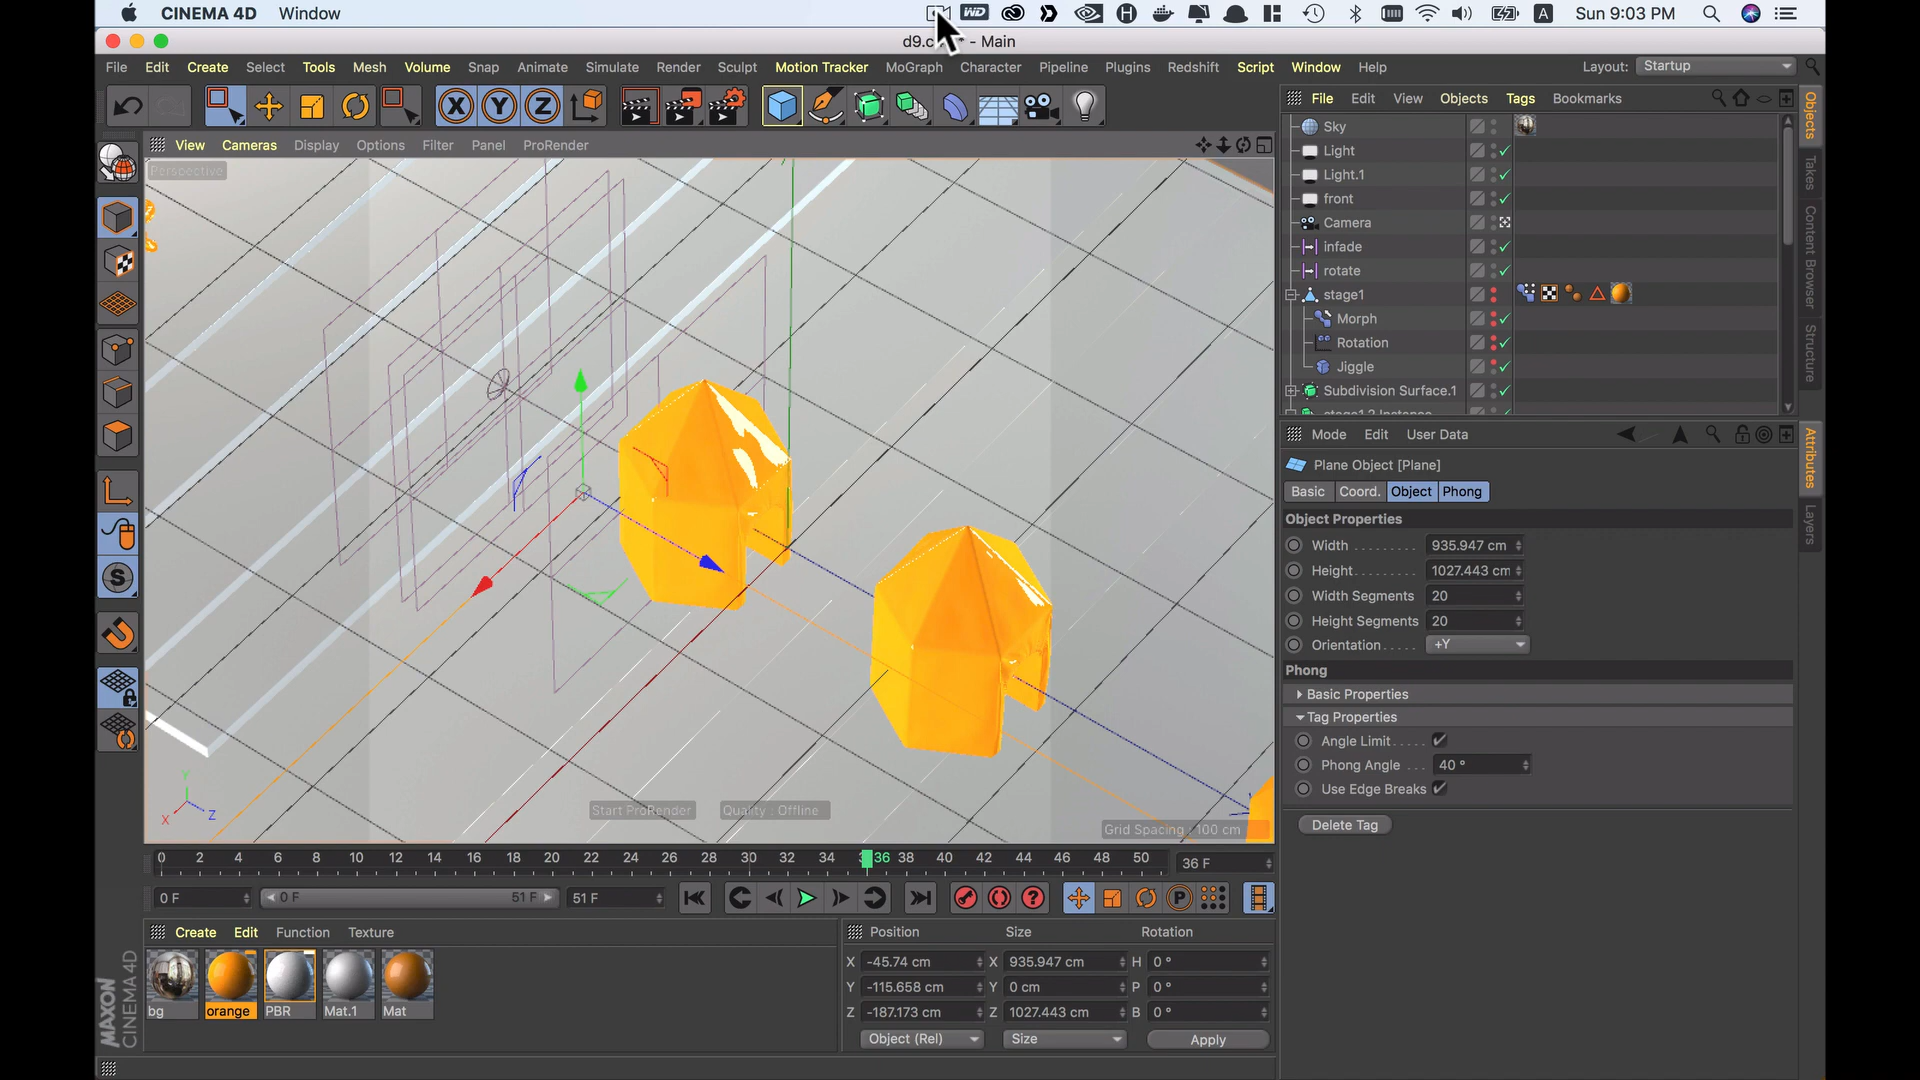 CINEMA 4D Window
Sun 9:03 PM
- Main
File Edit Create Select Tools Mesh Volume Snap Animate Simulate Render Sculpt Motion Tracker MoGraph Character Pipeline Plugins Redshift Script Window Help Layout: Startup
View Cameras Display Options Filter Panel ProRender
Perspective
Start ProRender Quality : Offline
Grid Spacing : 100 cm
File Edit View Objects Tags Bookmarks
Sky
Light
Light.1
front
Camera
infade
rotate
stage1
Morph
Rotation
Jiggle
Subdivision Surface.1
Objects
Takes
Content Browser
Structure
Mode Edit User Data
Plane Object [Plane]
Basic Coord. Object Phong
Object Properties
Width 935.947 cm
Height 1027.443 cm
Width Segments 20
Height Segments 20
Orientation +Y
Phong
Basic Properties
Tag Properties
Angle Limit
Phong Angle 40 °
Use Edge Breaks
Delete Tag
Attributes
Layers
0 2 4 6 8 10 12 14 16 18 20 22 24 26 28 30 32 34 36 38 40 42 44 46 48 50 36 F
0 F 0 F 51 F 51 F
Create Edit Function Texture
bg orange PBR Mat.1 Mat
Position Size Rotation
X -45.74 cm X 935.947 cm H 0 °
Y -115.658 cm Y 0 cm P 0 °
Z -187.173 cm Z 1027.443 cm B 0 °
Object (Rel) Size Apply
MAXON
CINEMA 4D